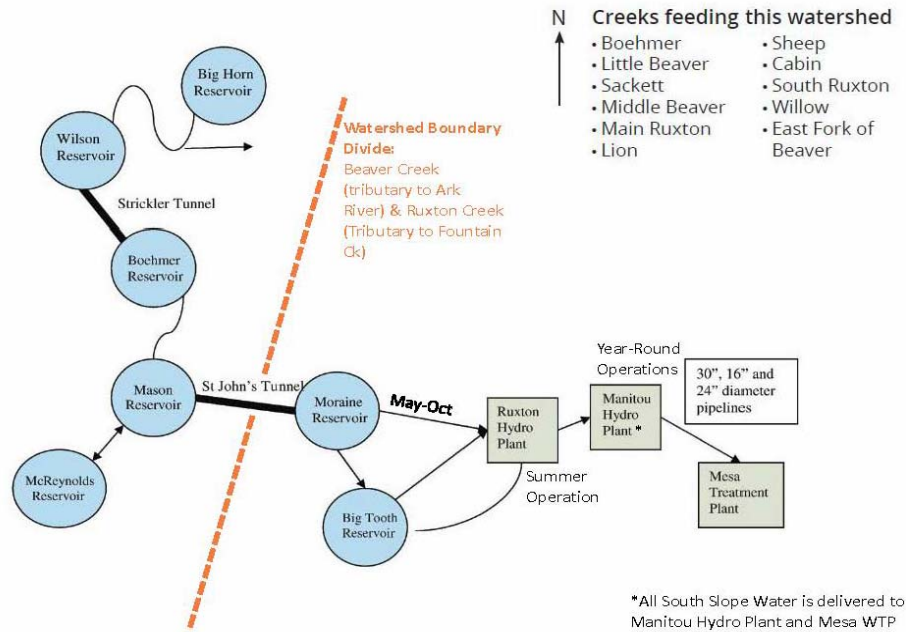 N
Creeks feeding this watershed
• Boehmer
• Little Beaver
• Sackett
• Middle Beaver
• Main Ruxton
• Lion
• Sheep
• Cabin
• South Ruxton
• Willow
• East Fork of
Beaver
Big Horn
Reservoir
Wilson
Reservoir
Strickler Tunnel
Boehmer
Reservoir
Watershed Boundary
Divide:
Beaver Creek
(tributary to Ark
River) & Ruxton Creek
(Tributary to Fountain
Ck)
Mason
Reservoir
St John's Tunnel
Moraine
Reservoir
May-Oct
McReynolds
Reservoir
Big Tooth
Reservoir
Ruxton
Hydro
Plant
Summer
Operation
Year-Round
Operations
Manitou
Hydro
Plant *
30”, 16” and
24” diameter
pipelines
Mesa
Treatment
Plant
*All South Slope Water is delivered to
Manitou Hydro Plant and Mesa WTP